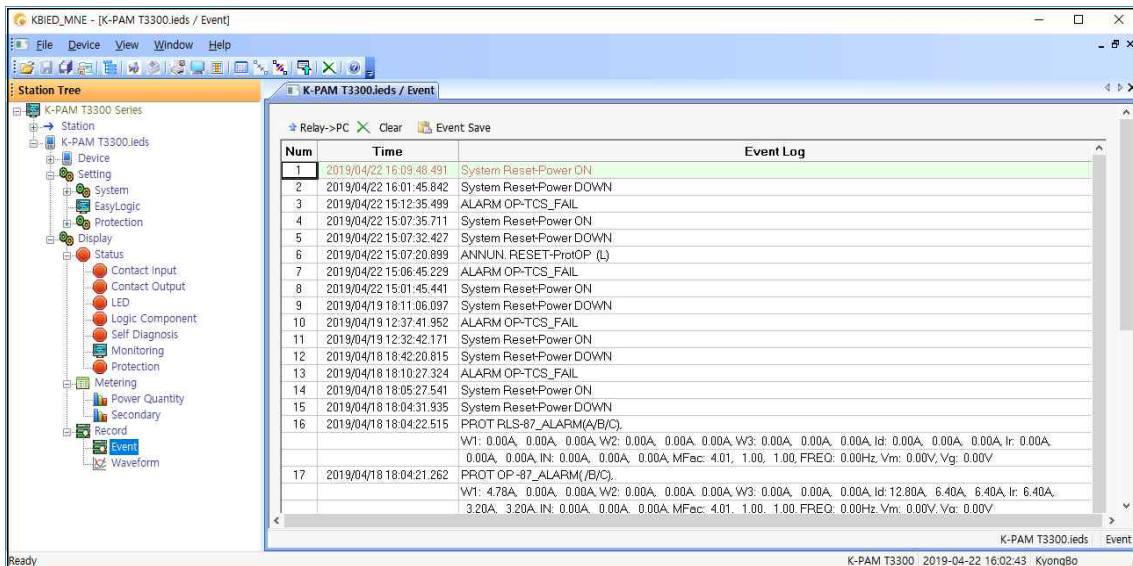 KBIED_MNE - [K-PAM T3300.ieds / Event]
File Device View Window Help
Station Tree
K-PAM T3300.ieds / Event
K-PAM T3300 Series
Station
K-PAM T3300.ieds
Device
Setting
System
EasyLogic
Protection
Display
Status
Contact Input
Contact Output
LED
Logic Component
Self Diagnosis
Monitoring
Protection
Metering
Power Quantity
Secondary
Record
Event
Waveform
Relay->PC Clear Event Save
Num Time Event Log
1 2019/04/22 16:09:48.491 System Reset-Power ON
2 2019/04/22 16:01:45.842 System Reset-Power DOWN
3 2019/04/22 15:12:35.499 ALARM OP-TCS_FAIL
4 2019/04/22 15:07:35.711 System Reset-Power ON
5 2019/04/22 15:07:32.427 System Reset-Power DOWN
6 2019/04/22 15:07:20.899 ANNUN. RESET-ProtOP (L)
7 2019/04/22 15:06:45.229 ALARM OP-TCS_FAIL
8 2019/04/22 15:01:45.441 System Reset-Power ON
9 2019/04/19 18:11:06.097 System Reset-Power DOWN
10 2019/04/19 12:37:41.952 ALARM OP-TCS_FAIL
11 2019/04/19 12:32:42.171 System Reset-Power ON
12 2019/04/18 18:42:20.815 System Reset-Power DOWN
13 2019/04/18 18:10:27.324 ALARM OP-TCS_FAIL
14 2019/04/18 18:05:27.541 System Reset-Power ON
15 2019/04/18 18:04:31.935 System Reset-Power DOWN
16 2019/04/18 18:04:22.515 PROT RLS-87_ALARM(A/B/C),
W1: 0.00A, 0.00A, 0.00A, W2: 0.00A, 0.00A, 0.00A, W3: 0.00A, 0.00A, 0.00A, Id: 0.00A, 0.00A, 0.00A, Ir: 0.00A,
0.00A, 0.00A, IN: 0.00A, 0.00A, 0.00A, MFac: 4.01, 1.00, 1.00, FREQ: 0.00Hz, Vm: 0.00V, Vg: 0.00V
17 2019/04/18 18:04:21.262 PROT OP -87_ALARM( /B/C),
W1: 4.78A, 0.00A, 0.00A, W2: 0.00A, 0.00A, 0.00A, W3: 0.00A, 0.00A, 0.00A, Id: 12.80A, 6.40A, 6.40A, Ir: 6.40A,
3.20A, 3.20A, IN: 0.00A, 0.00A, 0.00A, MFac: 4.01, 1.00, 1.00, FREQ: 0.00Hz, Vm: 0.00V, Vg: 0.00V
K-PAM T3300.ieds Event
Ready K-PAM T3300 2019-04-22 16:02:43 KyongBo